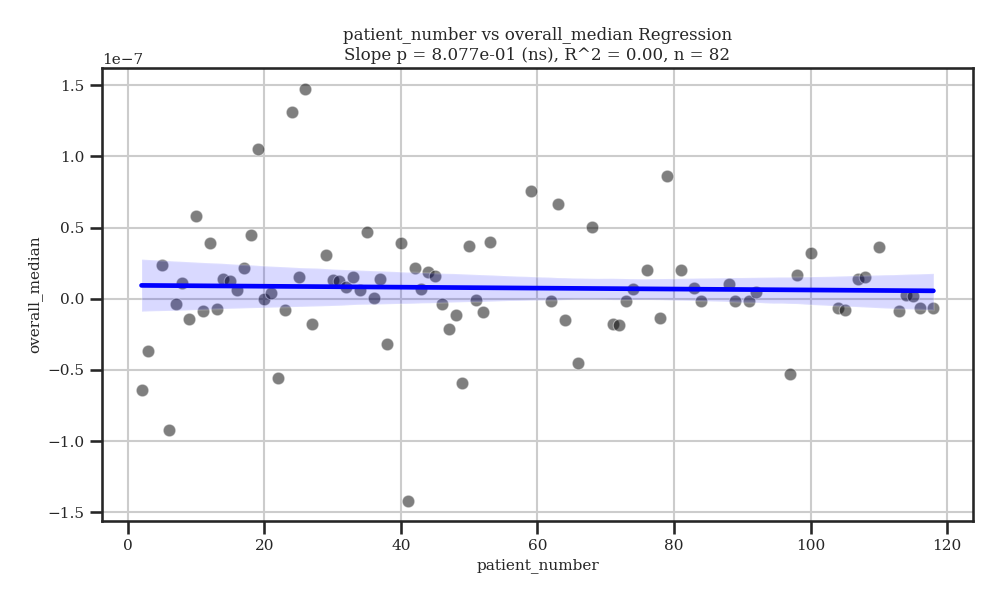 patient_number vs overall_median Regression
Slope p = 8.077e-01 (ns), R^2 = 0.00, n = 82
1e−7
1.5
1.0
0.5
0.0
−0.5
−1.0
−1.5
overall_median
0 20 40 60 80 100 120
patient_number